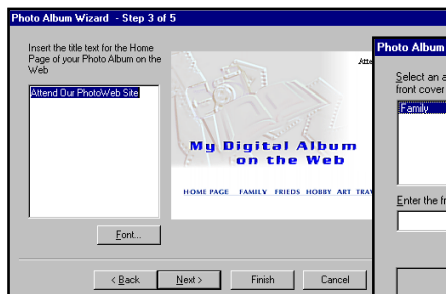 Photo Album Wizard - Step 3 of 5
Insert the title text for the Home
Page of your Photo Album on the
Web
Attend Our PhotoWeb Site
Atte
My Digital Album
on the Web
HOME PAGE FAMILY FRIEDS HOBBY ART TRA
Font...
< Back
Next >
Finish
Cancel
Photo Album
Select an a
front cover
Family
Enter the fr